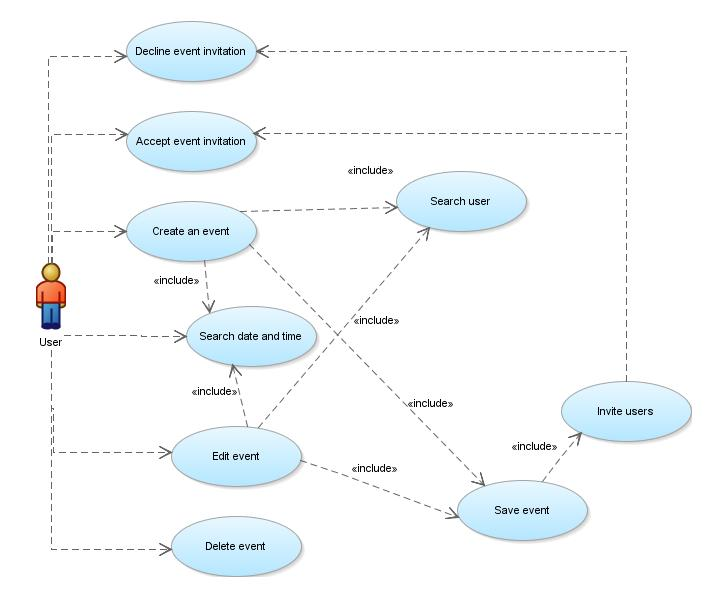 Decline event invitation
Accept event invitation
«include»
Search user
Create an event
«include»
«include»
Search date and time
User
«include»
«include»
Invite users
«include»
Edit event
«include»
Save event
Delete event